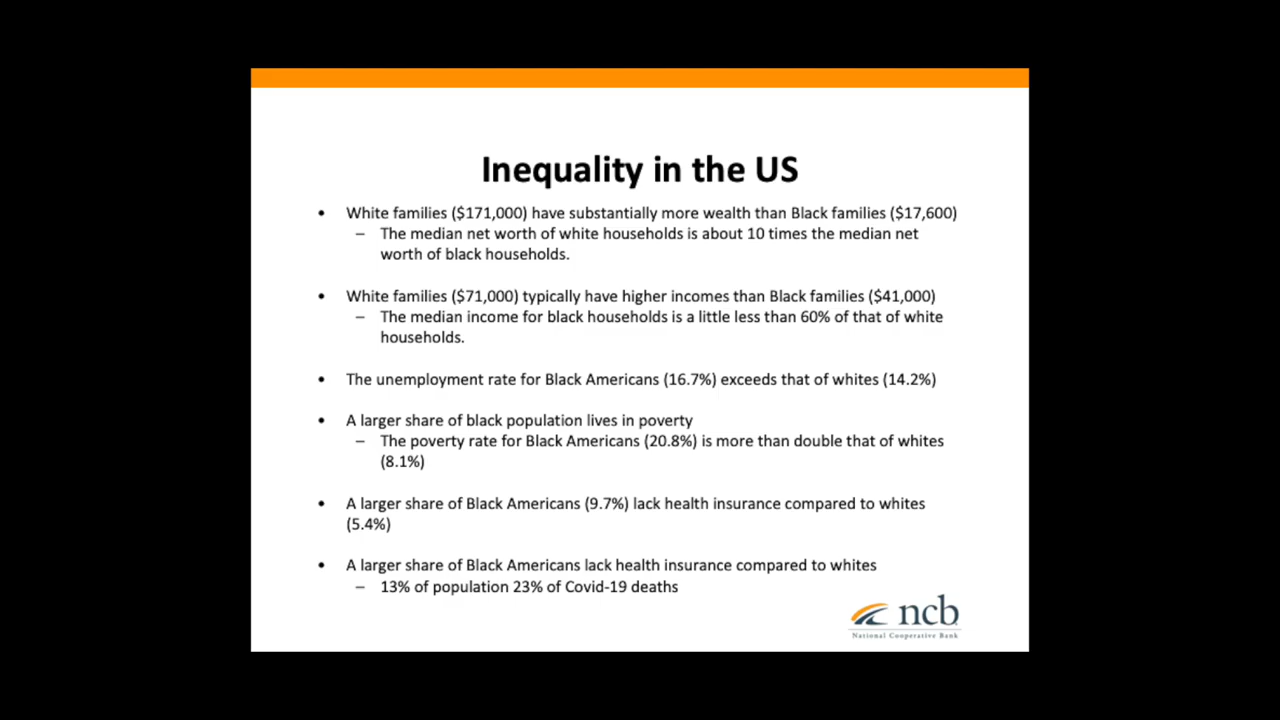 Inequality in the US
• White families ($171,000) have substantially more wealth than Black families ($17,600)
– The median net worth of white households is about 10 times the median net
worth of black households.
• White families ($71,000) typically have higher incomes than Black families ($41,000)
– The median income for black households is a little less than 60% of that of white
households.
• The unemployment rate for Black Americans (16.7%) exceeds that of whites (14.2%)
• A larger share of black population lives in poverty
– The poverty rate for Black Americans (20.8%) is more than double that of whites
(8.1%)
• A larger share of Black Americans (9.7%) lack health insurance compared to whites
(5.4%)
• A larger share of Black Americans lack health insurance compared to whites
– 13% of population 23% of Covid-19 deaths
ncb
National Cooperative Bank